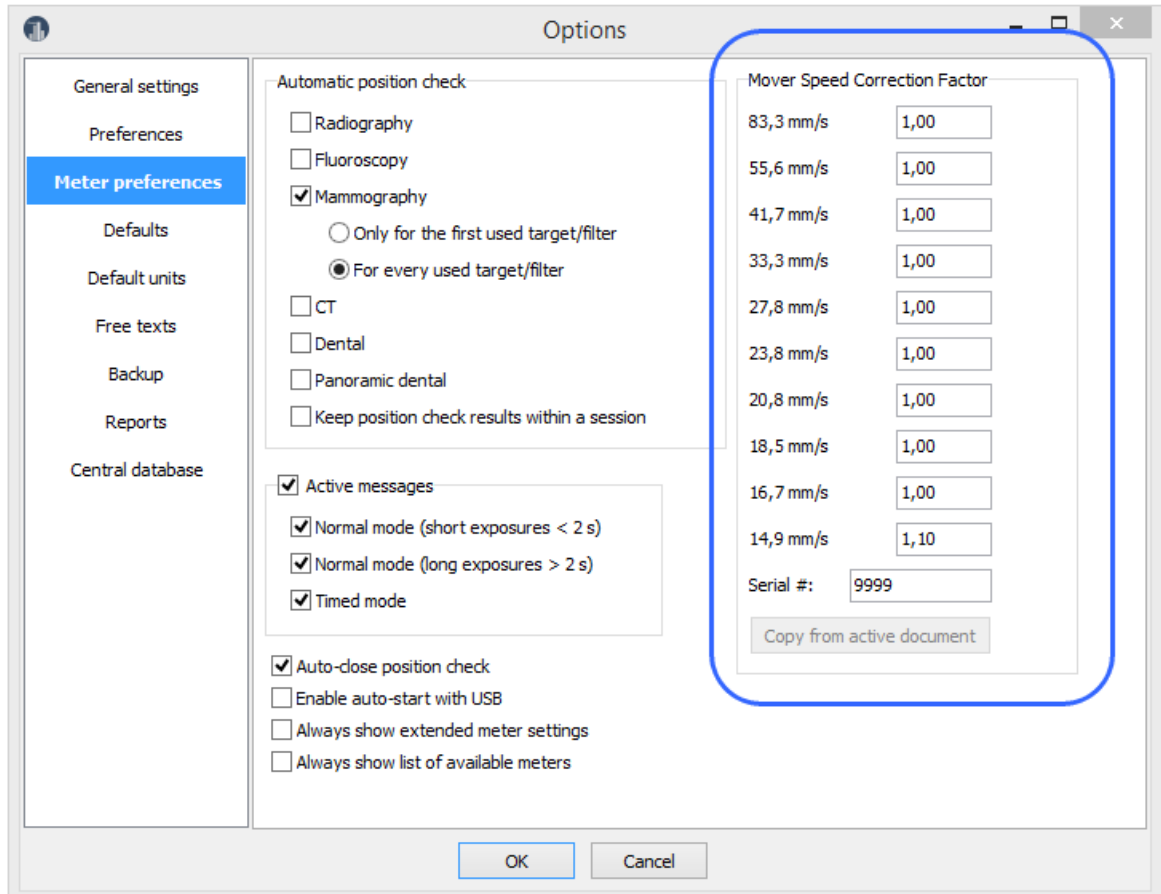 Options
General settings
Preferences
Meter preferences
Defaults
Default units
Free texts
Backup
Reports
Central database
Automatic position check
Radiography
Fluoroscopy
Mammography
Only for the first used target/filter
For every used target/filter
CT
Dental
Panoramic dental
Keep position check results within a session
Active messages
Normal mode (short exposures < 2 s)
Normal mode (long exposures > 2 s)
Timed mode
Auto-close position check
Enable auto-start with USB
Always show extended meter settings
Always show list of available meters
Mover Speed Correction Factor
83,3 mm/s 1,00
55,6 mm/s 1,00
41,7 mm/s 1,00
33,3 mm/s 1,00
27,8 mm/s 1,00
23,8 mm/s 1,00
20,8 mm/s 1,00
18,5 mm/s 1,00
16,7 mm/s 1,00
14,9 mm/s 1,10
Serial #: 9999
Copy from active document
OK Cancel